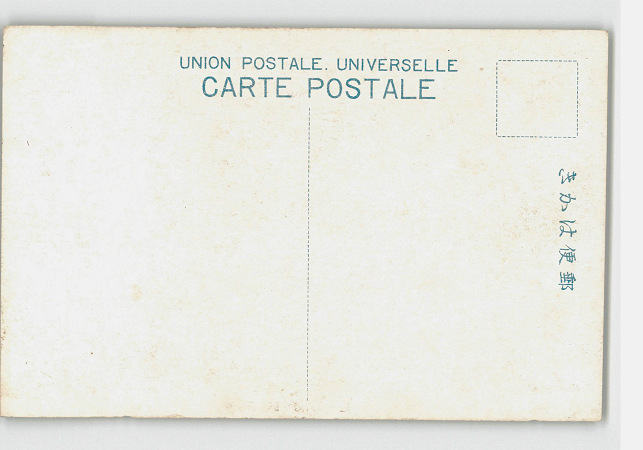 UNION POSTALE. UNIVERSELLE
CARTE POSTALE
郵便はかき